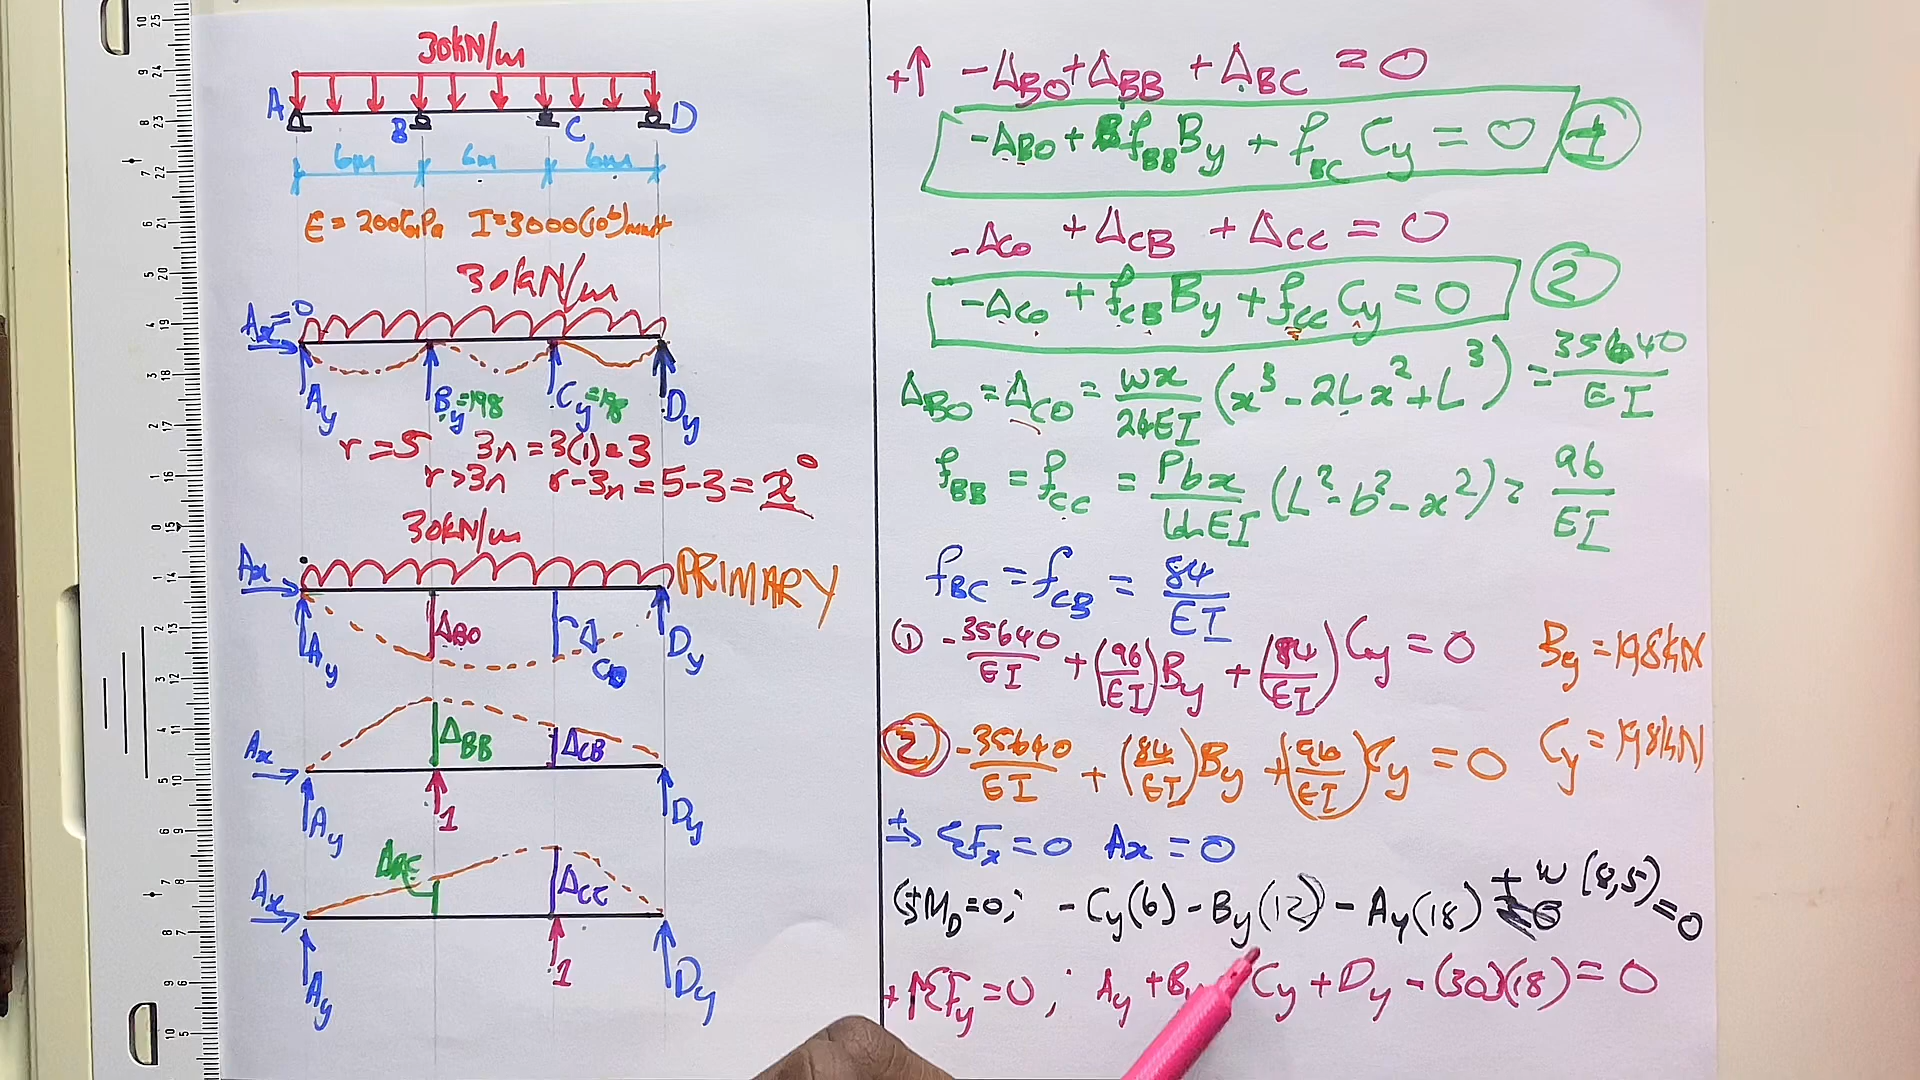 30kN/m
A B C D
6m 6m 6m
E = 200GPa I=3000(10⁶)mm⁴
30kN/m
Ax=0
Ay By=198 Cy=198 Dy
r=5 3n=3(1)=3
r>3n r-3n=5-3=2°
30kN/m
Ax PRIMARY
ΔBO
Ay Dy
ΔBB ΔCB
Ax
Ay 1 Dy
ΔBC ΔCC
Ax
Ay 1 Dy
+↑ -ΔBO+ΔBB +ΔBC =0
-ΔBO + fBB By + fBC Cy = 0 1
-ΔCO +ΔCB +ΔCC = 0
-ΔCO + fCB By + fCC Cy = 0 2
ΔBO = ΔCO = wx/24EI (x³-2Lx²+L³) = 35640/EI
fBB = fCC = Pbx/6LEI (L²-b²-x²) = 96/EI
fBC = fCB = 84/EI
① -35640/EI + (96/EI)By + (84/EI)Cy = 0 By =198kN
② -35640/EI + (84/EI)By + (96/EI)Cy = 0 Cy = 198kN
ΣFx=0 Ax = 0
MD=0; -Cy(6) -By(12) -Ay(18) + w(8,5) =0
+↑ΣFy=0; Ay +By Cy +Dy -(30)(18) = 0